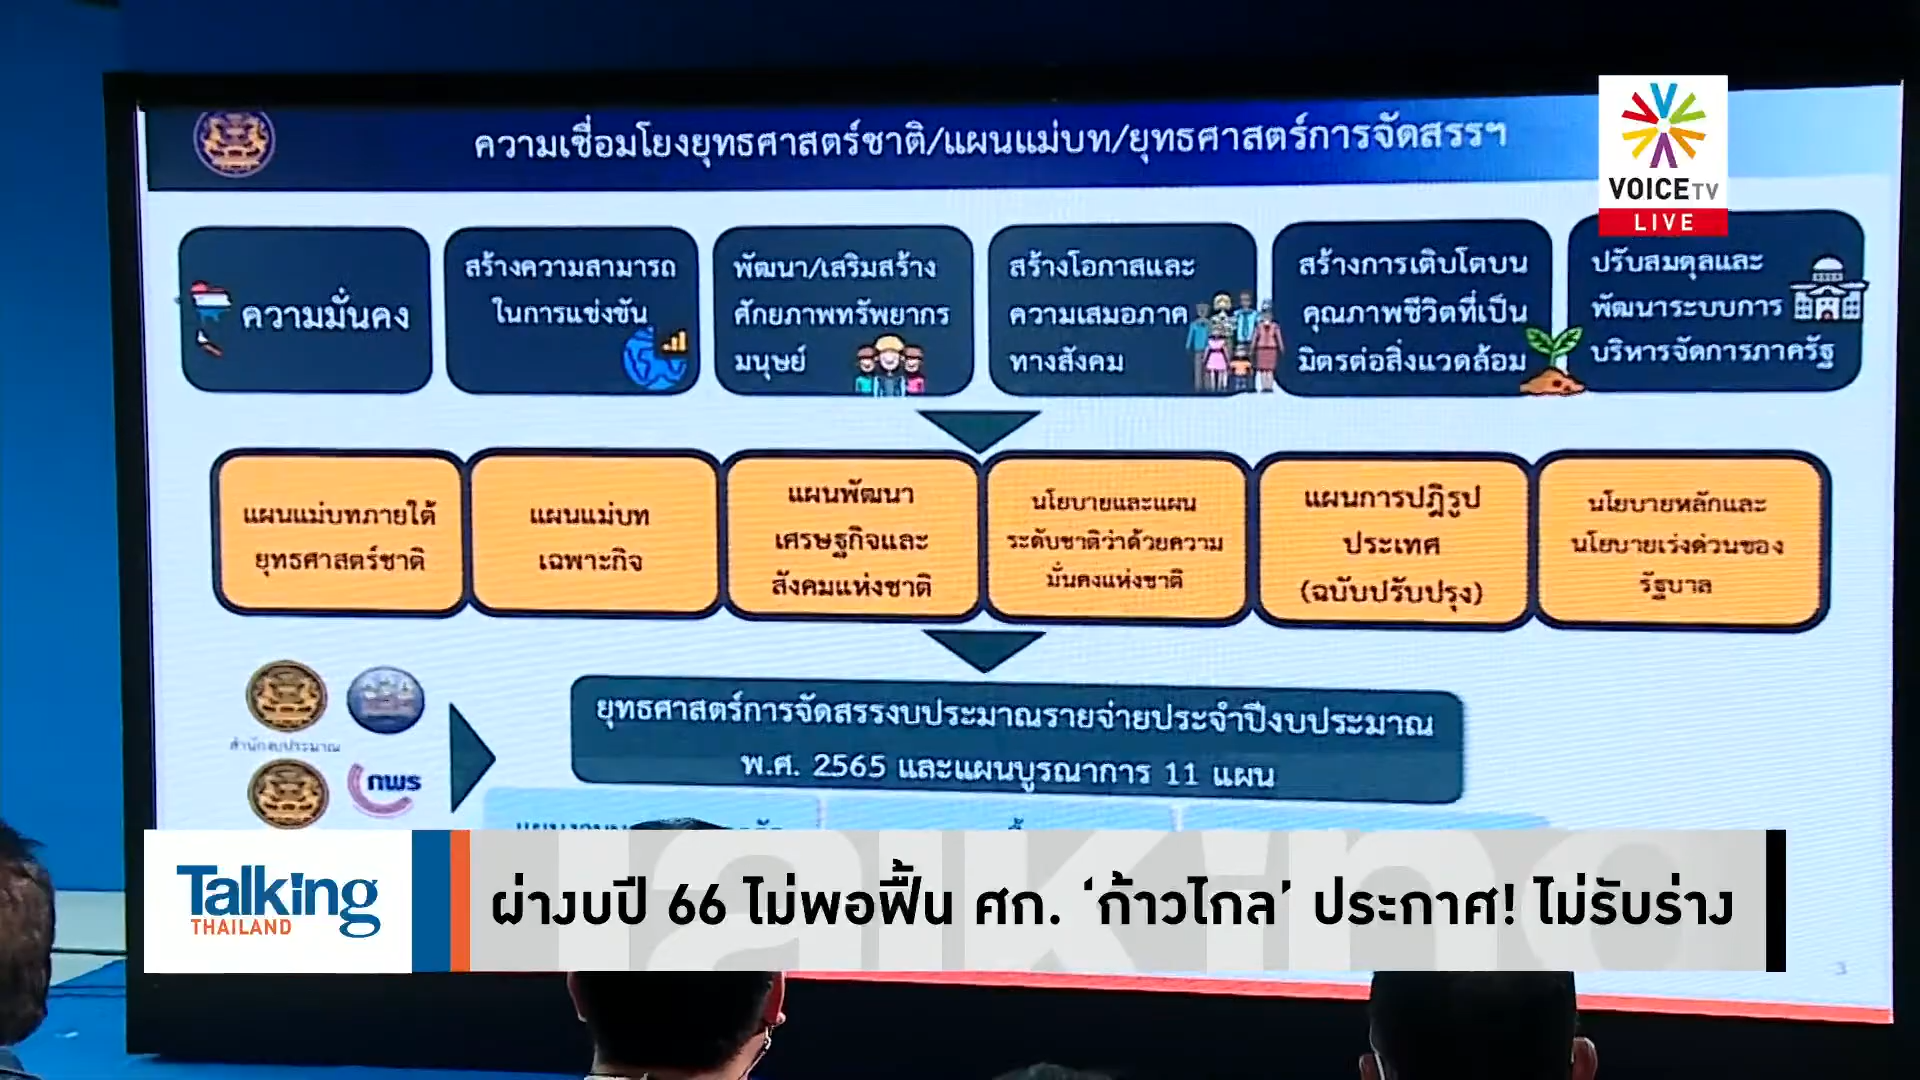 ความเชื่อมโยงยุทธศาสตร์ชาติ/แผนแม่บท/ยุทธศาสตร์การจัดสรรฯ
VOICE TV
LIVE
ความมั่นคง
สร้างความสามารถ
ในการแข่งขัน
พัฒนา/เสริมสร้าง
ศักยภาพทรัพยากร
มนุษย์
สร้างโอกาสและ
ความเสมอภาค
ทางสังคม
สร้างการเติบโตบน
คุณภาพชีวิตที่เป็น
มิตรต่อสิ่งแวดล้อม
ปรับสมดุลและ
พัฒนาระบบการ
บริหารจัดการภาครัฐ
แผนแม่บทภายใต้
ยุทธศาสตร์ชาติ
แผนแม่บท
เฉพาะกิจ
แผนพัฒนา
เศรษฐกิจและ
สังคมแห่งชาติ
นโยบายและแผน
ระดับชาติว่าด้วยความ
มั่นคงแห่งชาติ
แผนการปฏิรูป
ประเทศ
(ฉบับปรับปรุง)
นโยบายหลักและ
นโยบายเร่งด่วนของ
รัฐบาล
สำนักงบประมาณ
กพร
ยุทธศาสตร์การจัดสรรงบประมาณรายจ่ายประจำปีงบประมาณ
พ.ศ. 2565 และแผนบูรณาการ 11 แผน
Talking
THAILAND
ผ่างบปี 66 ไม่พอฟื้น ศก. ‘ก้าวไกล’ ประกาศ! ไม่รับร่าง
3